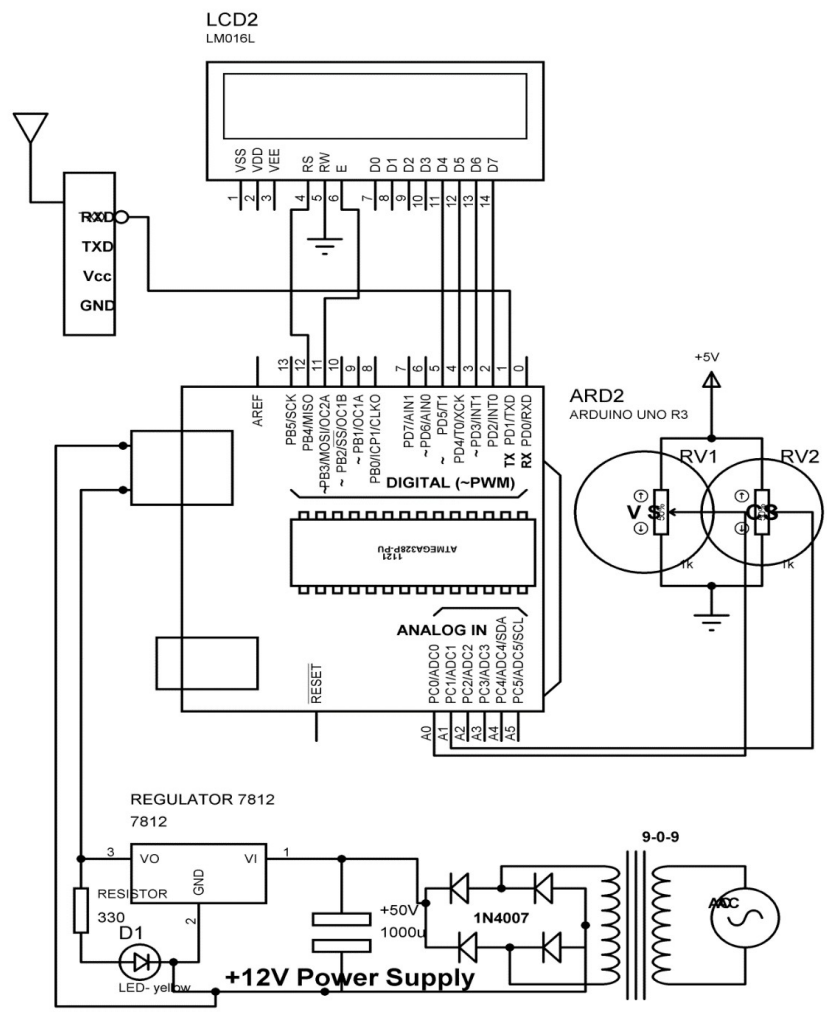 LCD2
LM016L
VSS
VDD
VEE
RS
RW
E
D0
D1
D2
D3
D4
D5
D6
D7
1
2
3
4
5
6
7
8
9
10
11
12
13
14
RXD
TXD
Vcc
GND
13
12
11
10
9
8
7
6
5
4
3
2
1
0
AREF
PB5/SCK
PB4/MISO
~PB3/MOSI/OC2A
~ PB2/SS/OC1B
~ PB1/OC1A
PB0/ICP1/CLKO
PD7/AIN1
~ PD6/AIN0
~ PD5/T1
PD4/T0/XCK
~ PD3/INT1
PD2/INT0
TX PD1/TXD
RX PD0/RXD
DIGITAL (~PWM)
ATMEGA328P-PU
1121
ANALOG IN
RESET
PC0/ADC0
PC1/ADC1
PC2/ADC2
PC3/ADC3
PC4/ADC4/SDA
PC5/ADC5/SCL
A0
A1
A2
A3
A4
A5
+5V
ARD2
ARDUINO UNO R3
RV1
RV2
V S
CS
1k
1k
REGULATOR 7812
7812
3
VO
VI
1
GND
2
RESISTOR
330
D1
LED- yellow
+50V
1000u
1N4007
9-0-9
+12V Power Supply